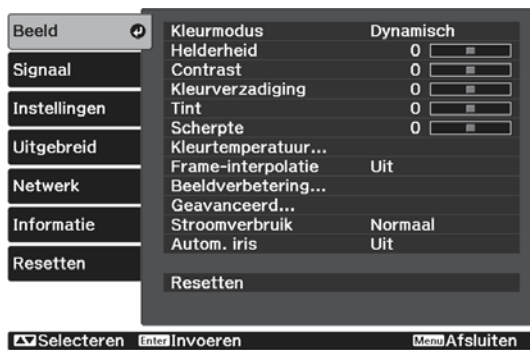 Beeld
Signaal
Instellingen
Uitgebreid
Netwerk
Informatie
Resetten
Kleurmodus Dynamisch
Helderheid 0
Contrast 0
Kleurverzadiging 0
Tint 0
Scherpte 0
Kleurtemperatuur...
Frame-interpolatie Uit
Beeldverbetering...
Geavanceerd...
Stroomverbruik Normaal
Autom. iris Uit
Resetten
Selecteren Enter Invoeren Menu Afsluiten